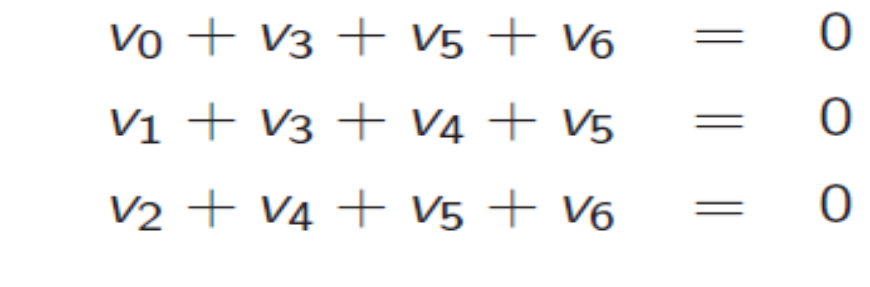 v₀ + v₃ + v₅ + v₆ = 0
v₁ + v₃ + v₄ + v₅ = 0
v₂ + v₄ + v₅ + v₆ = 0